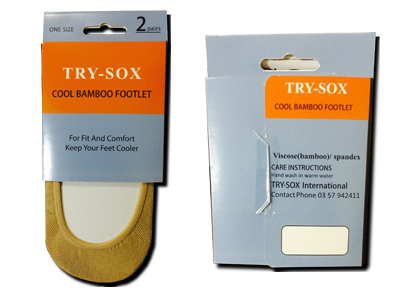 ONE SIZE 2 pairs
TRY-SOX
COOL BAMBOO FOOTLET
For Fit And Comfort
Keep Your Feet Cooler
TRY-SOX
COOL BAMBOO FOOTLET
Viscose(bamboo)/ spandex
CARE INSTRUCTIONS
Hand wash in warm water
TRY-SOX International
Contact Phone 03 57 942411